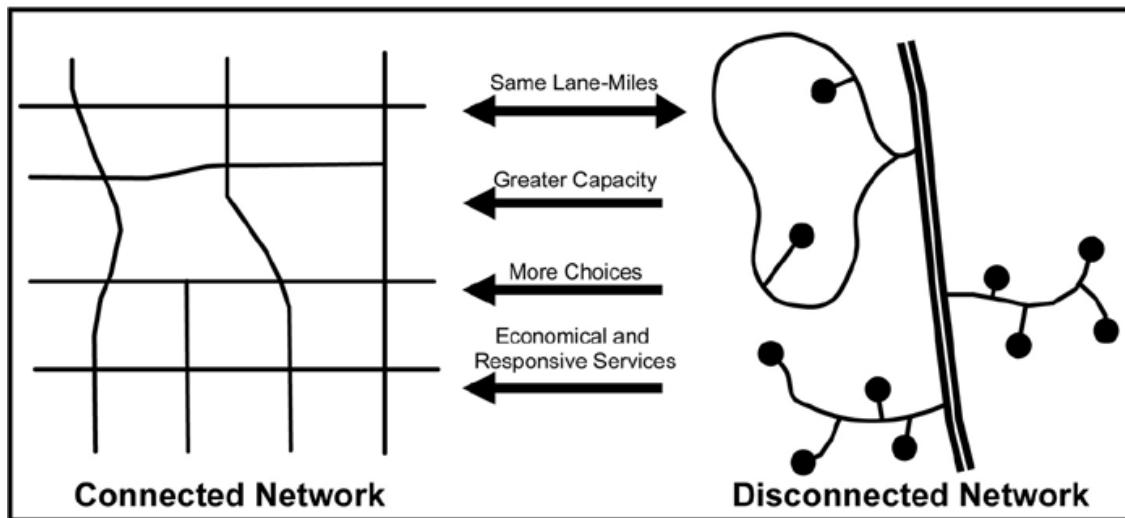 Same Lane-Miles
Greater Capacity
More Choices
Economical and
Responsive Services
Connected Network
Disconnected Network